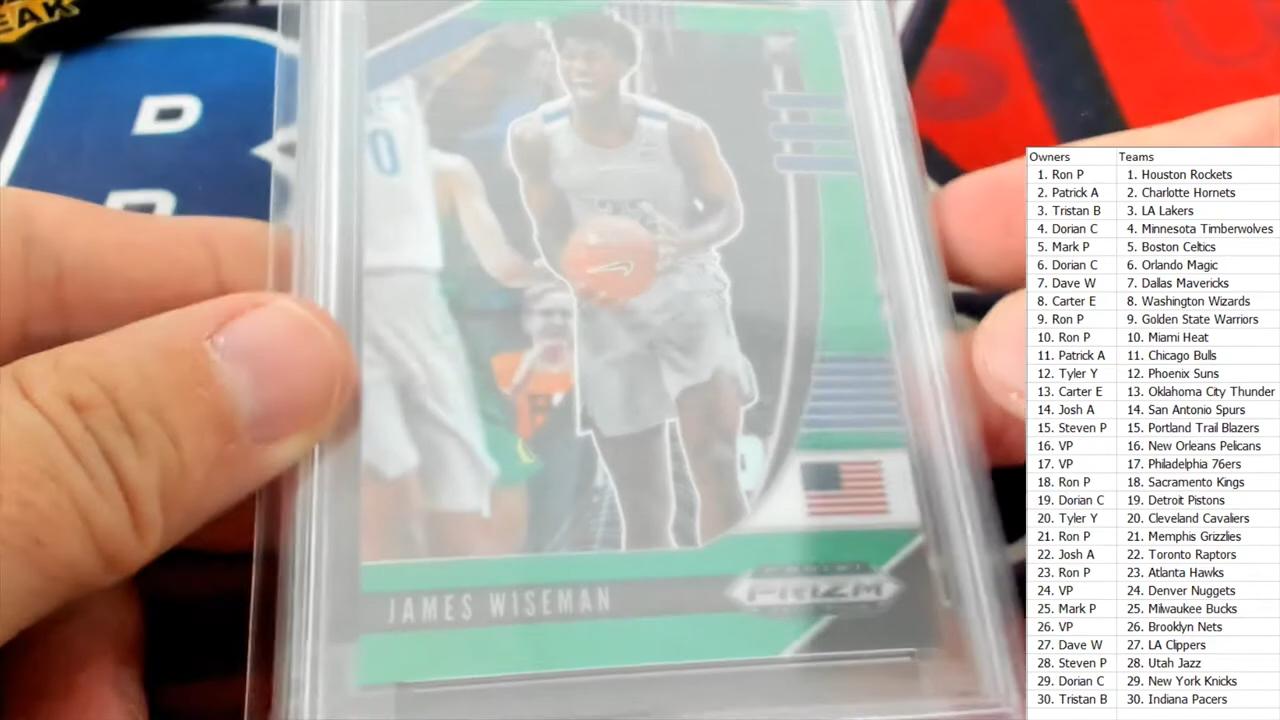 EAK
D
D
0
JAMES WISEMAN
PANINI
PRIZM
Owners Teams
1. Ron P 1. Houston Rockets
2. Patrick A 2. Charlotte Hornets
3. Tristan B 3. LA Lakers
4. Dorian C 4. Minnesota Timberwolves
5. Mark P 5. Boston Celtics
6. Dorian C 6. Orlando Magic
7. Dave W 7. Dallas Mavericks
8. Carter E 8. Washington Wizards
9. Ron P 9. Golden State Warriors
10. Ron P 10. Miami Heat
11. Patrick A 11. Chicago Bulls
12. Tyler Y 12. Phoenix Suns
13. Carter E 13. Oklahoma City Thunder
14. Josh A 14. San Antonio Spurs
15. Steven P 15. Portland Trail Blazers
16. VP 16. New Orleans Pelicans
17. VP 17. Philadelphia 76ers
18. Ron P 18. Sacramento Kings
19. Dorian C 19. Detroit Pistons
20. Tyler Y 20. Cleveland Cavaliers
21. Ron P 21. Memphis Grizzlies
22. Josh A 22. Toronto Raptors
23. Ron P 23. Atlanta Hawks
24. VP 24. Denver Nuggets
25. Mark P 25. Milwaukee Bucks
26. VP 26. Brooklyn Nets
27. Dave W 27. LA Clippers
28. Steven P 28. Utah Jazz
29. Dorian C 29. New York Knicks
30. Tristan B 30. Indiana Pacers